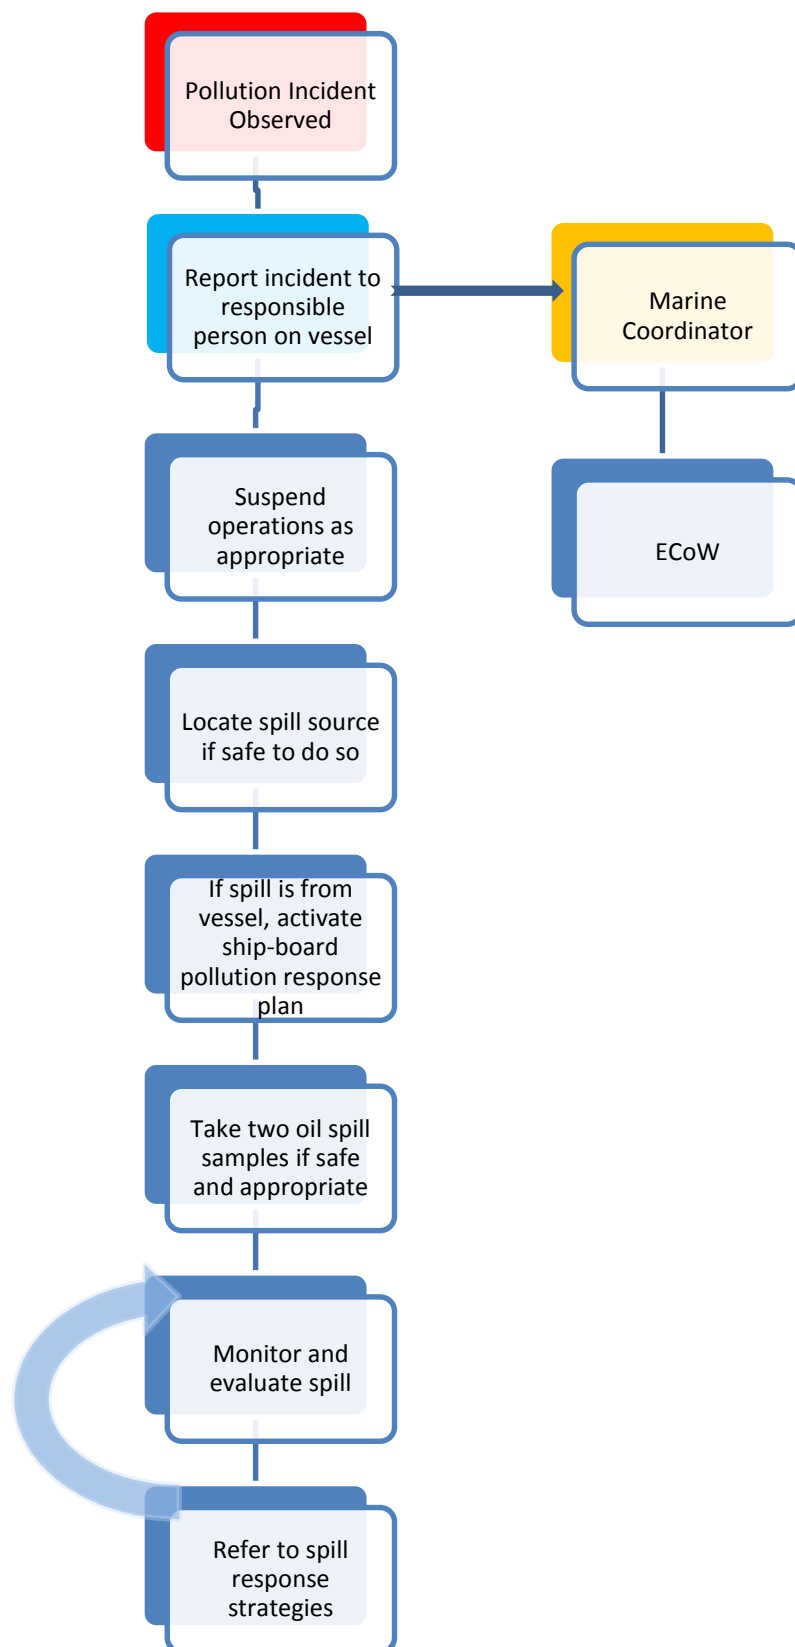 Pollution Incident
Observed
Report incident to
responsible
person on vessel
Marine
Coordinator
Suspend
operations as
appropriate
ECoW
Locate spill source
if safe to do so
If spill is from
vessel, activate
ship-board
pollution response
plan
Take two oil spill
samples if safe
and appropriate
Monitor and
evaluate spill
Refer to spill
response
strategies